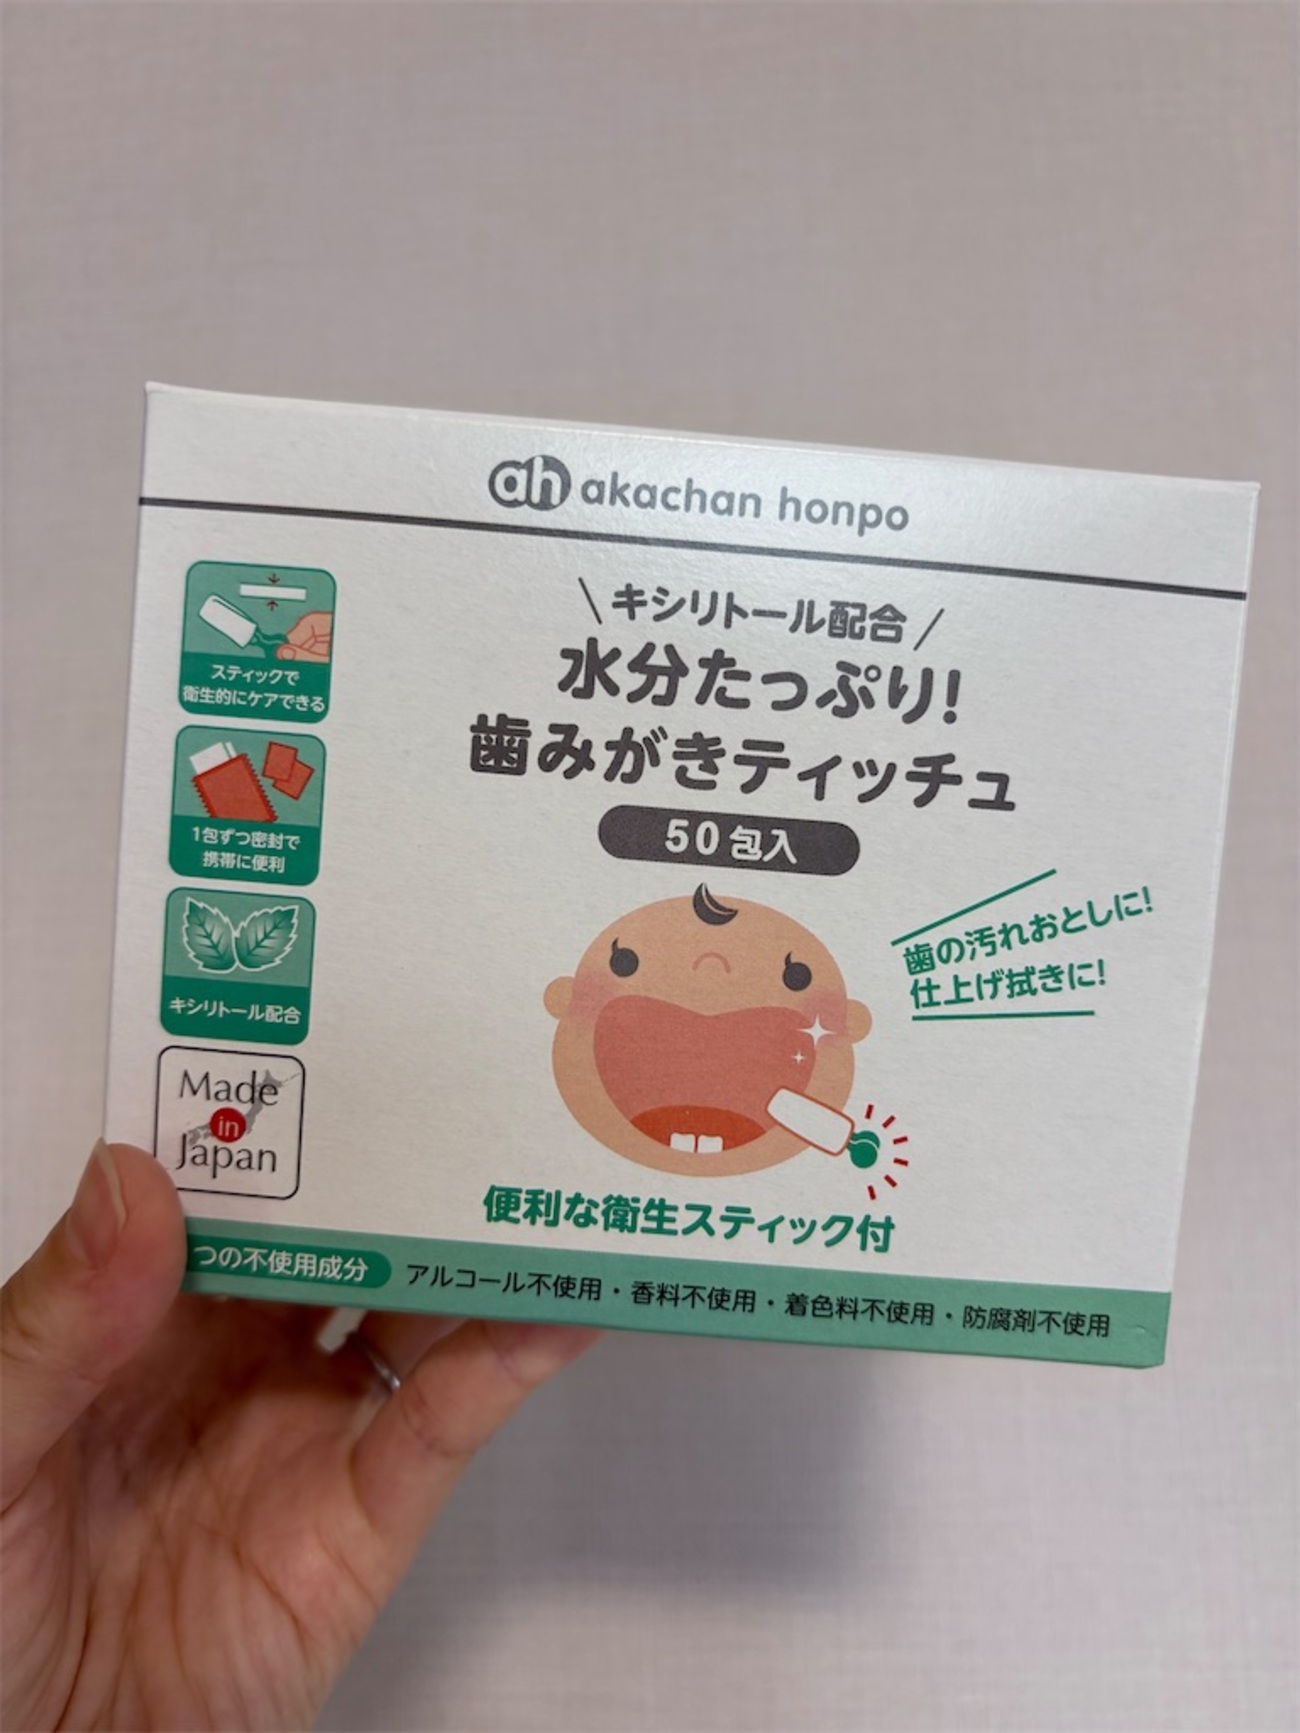 ah akachan honpo
キシリトール配合
水分たっぷり!
歯みがきティッチュ
50包入
スティックで
衛生的にケアできる
1包ずつ密封で
携帯に便利
キシリトール配合
Made
in
Japan
歯の汚れおとしに!
仕上げ拭きに!
便利な衛生スティック付
つの不使用成分
アルコール不使用・香料不使用・着色料不使用・防腐剤不使用